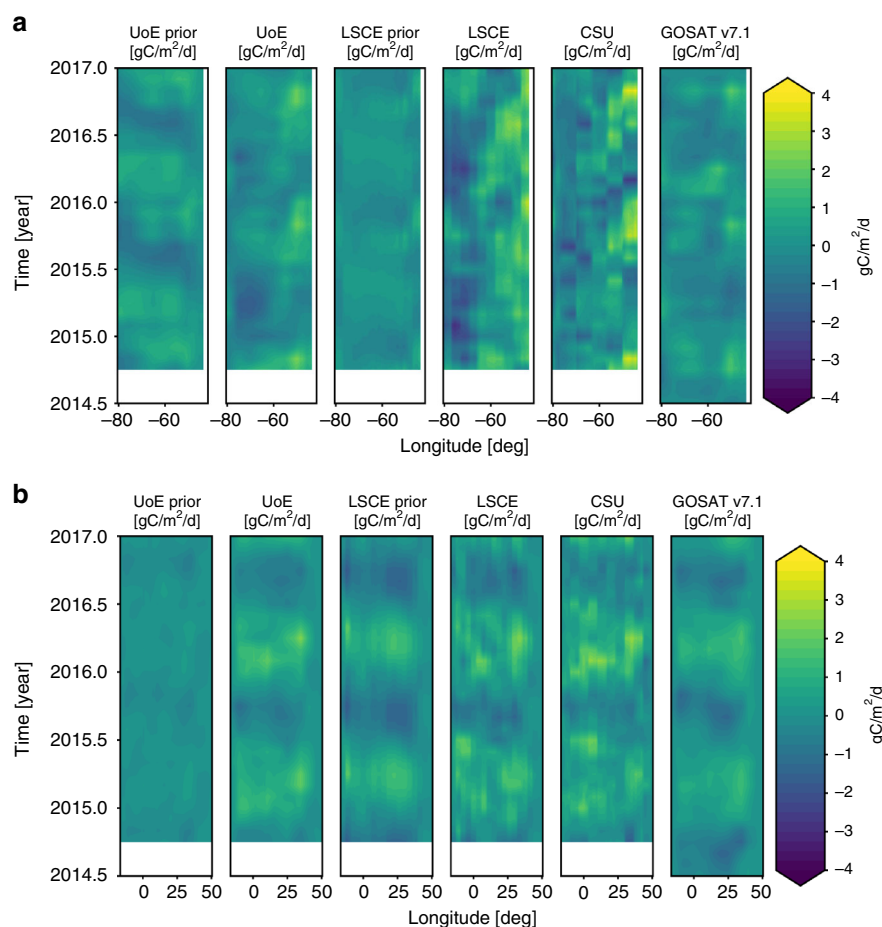 a
UoE prior UoE LSCE prior LSCE CSU GOSAT v7.1
[gC/m²/d] [gC/m²/d] [gC/m²/d] [gC/m²/d] [gC/m²/d] [gC/m²/d]
2017.0
2016.5
2016.0
2015.5
2015.0
2014.5
Time [year]
−80 −60 −80 −60 −80 −60 −80 −60 −80 −60 −80 −60
Longitude [deg]
4
3
2
1
0
−1
−2
−3
−4
gC/m²/d
b
UoE prior UoE LSCE prior LSCE CSU GOSAT v7.1
[gC/m²/d] [gC/m²/d] [gC/m²/d] [gC/m²/d] [gC/m²/d] [gC/m²/d]
2017.0
2016.5
2016.0
2015.5
2015.0
2014.5
Time [year]
0 25 50 0 25 50 0 25 50 0 25 50 0 25 50 0 25 50
Longitude [deg]
4
3
2
1
0
−1
−2
−3
−4
gC/m²/d